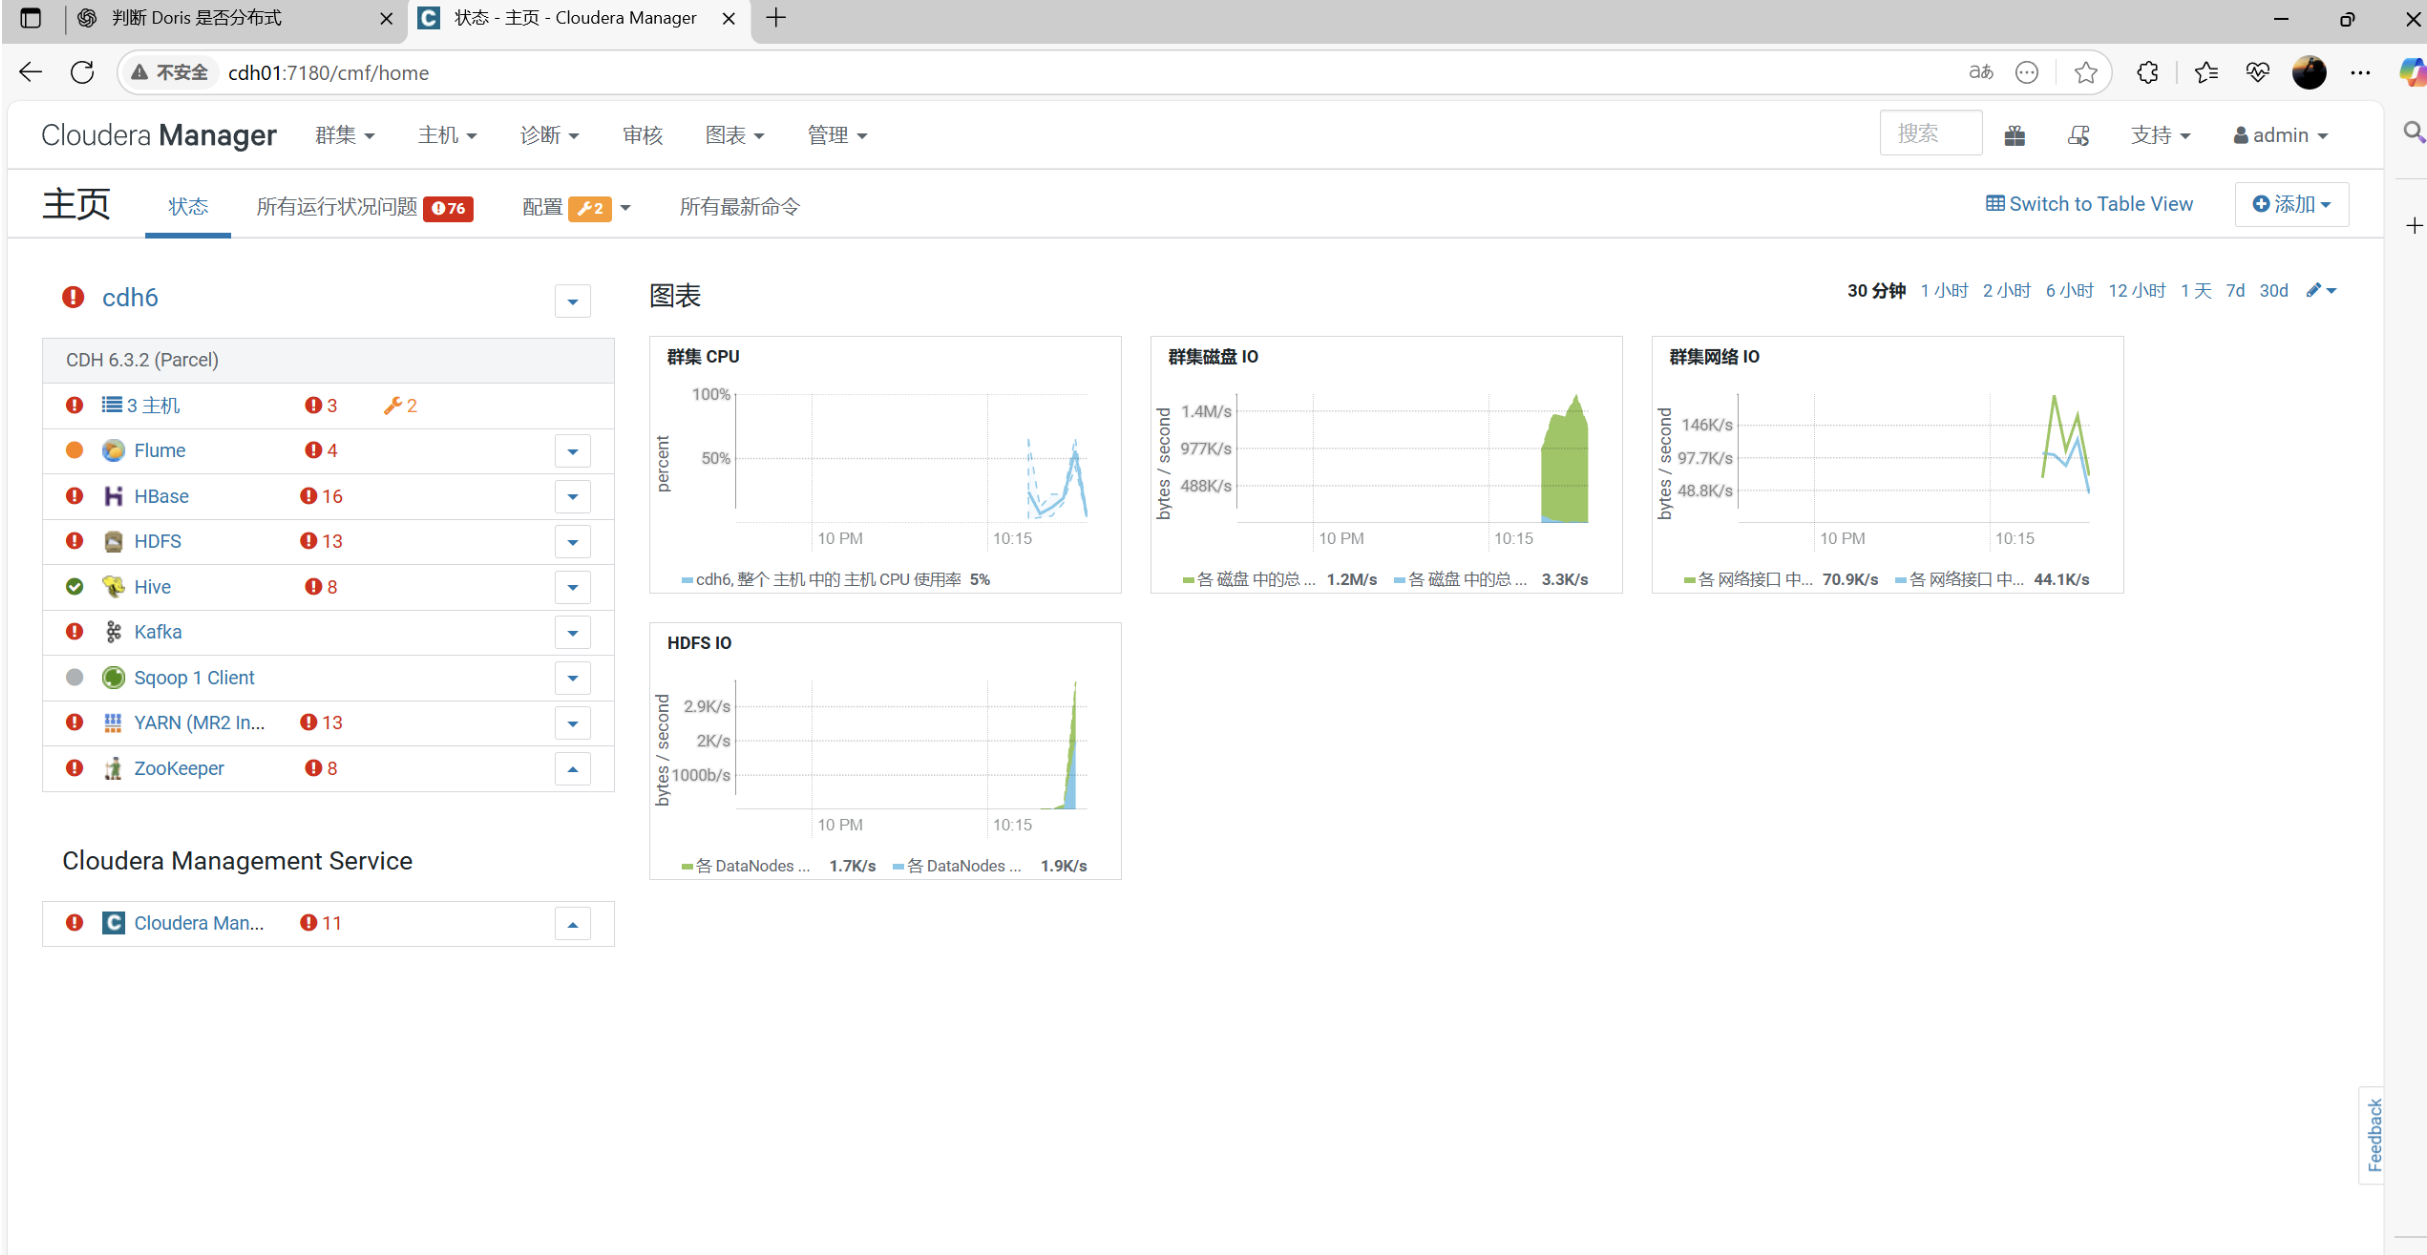 判断 Doris 是否分布式
状态 - 主页 - Cloudera Manager
不安全 cdh01:7180/cmf/home
Cloudera Manager 群集 主机 诊断 审核 图表 管理 搜索 支持 admin
主页 状态 所有运行状况问题 76 配置 2 所有最新命令 Switch to Table View 添加
cdh6
CDH 6.3.2 (Parcel)
3 主机 3 2
Flume 4
HBase 16
HDFS 13
Hive 8
Kafka
Sqoop 1 Client
YARN (MR2 In... 13
ZooKeeper 8
Cloudera Management Service
Cloudera Man... 11
图表
30 分钟 1 小时 2 小时 6 小时 12 小时 1 天 7d 30d
群集 CPU
percent
100%
50%
10 PM 10:15
cdh6, 整个 主机 中的 主机 CPU 使用率 5%
群集磁盘 IO
bytes / second
1.4M/s
977K/s
488K/s
10 PM 10:15
各 磁盘 中的总 ... 1.2M/s 各 磁盘 中的总 ... 3.3K/s
群集网络 IO
bytes / second
146K/s
97.7K/s
48.8K/s
10 PM 10:15
各 网络接口 中... 70.9K/s 各 网络接口 中... 44.1K/s
HDFS IO
bytes / second
2.9K/s
2K/s
1000b/s
10 PM 10:15
各 DataNodes ... 1.7K/s 各 DataNodes ... 1.9K/s
Feedback